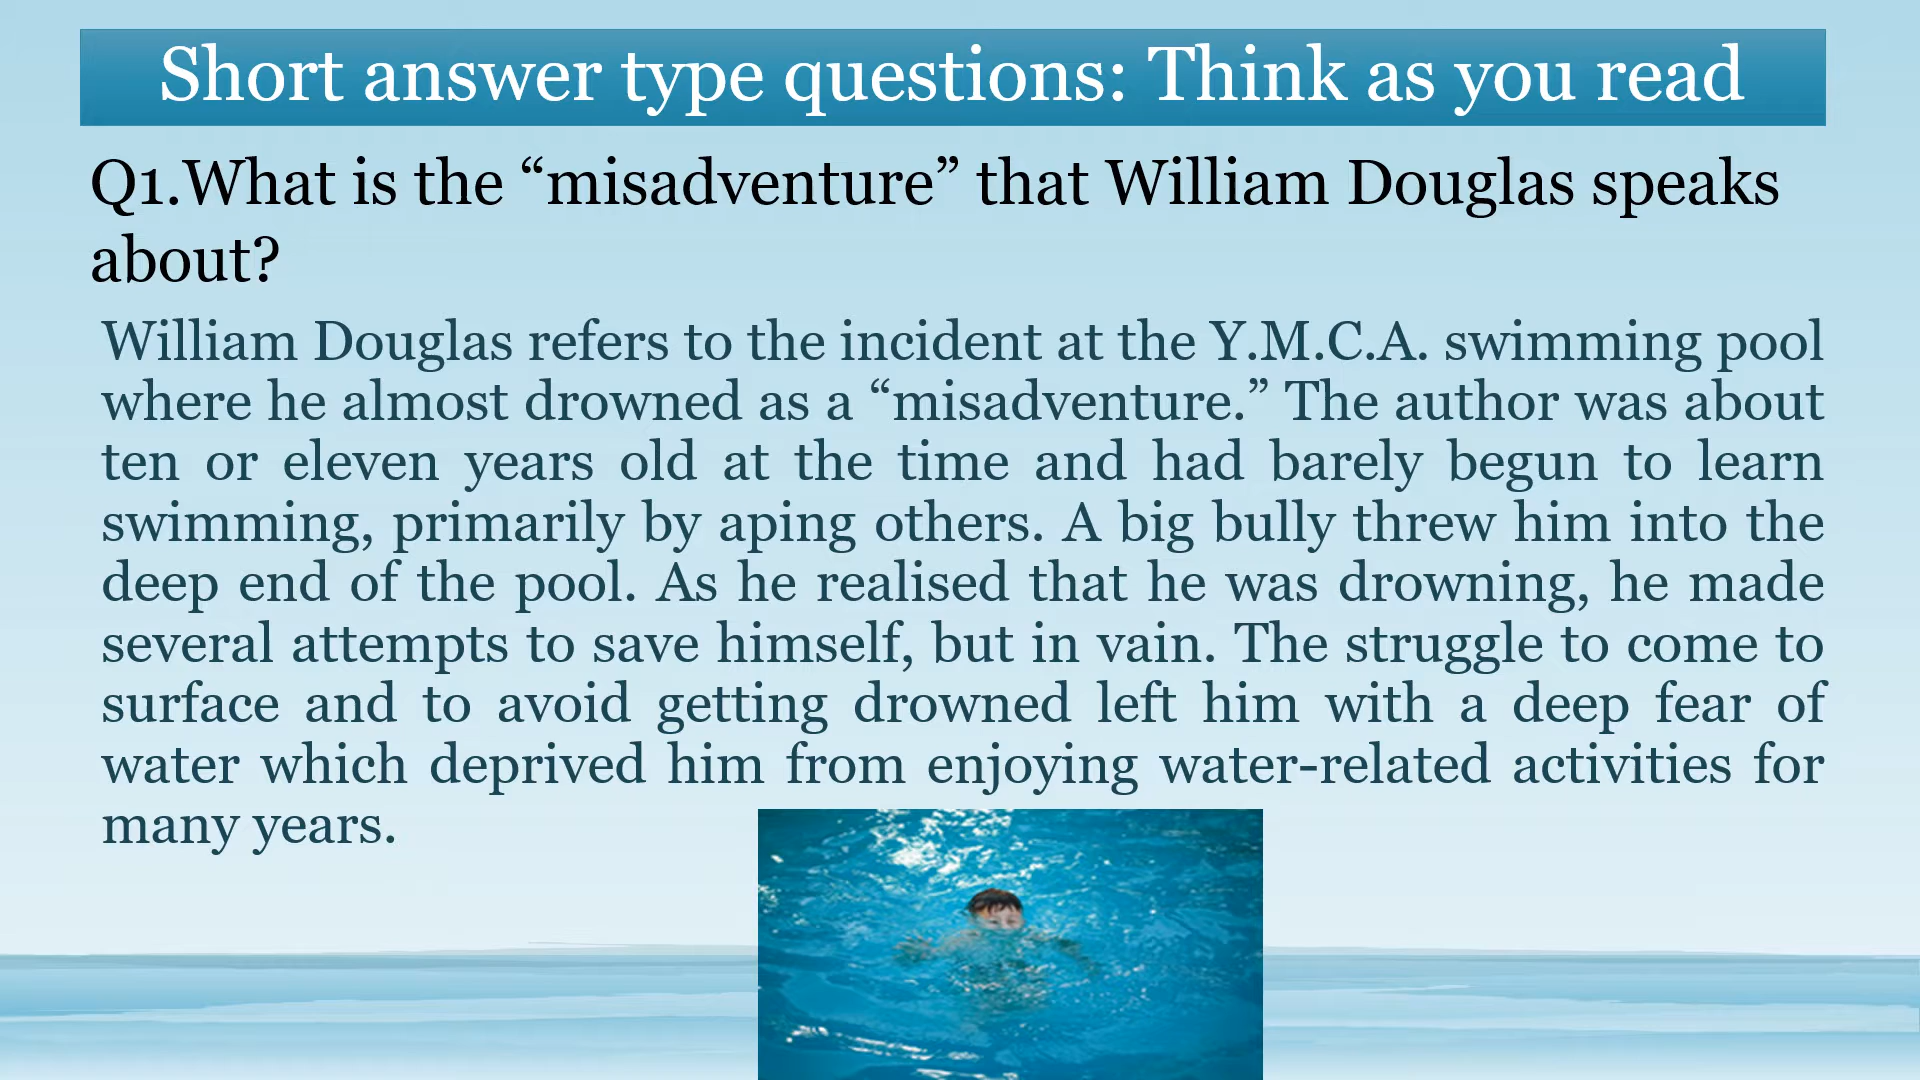 Short answer type questions: Think as you read
Q1.What is the “misadventure” that William Douglas speaks
about?
William Douglas refers to the incident at the Y.M.C.A. swimming pool
where he almost drowned as a “misadventure.” The author was about
ten or eleven years old at the time and had barely begun to learn
swimming, primarily by aping others. A big bully threw him into the
deep end of the pool. As he realised that he was drowning, he made
several attempts to save himself, but in vain. The struggle to come to
surface and to avoid getting drowned left him with a deep fear of
water which deprived him from enjoying water-related activities for
many years.